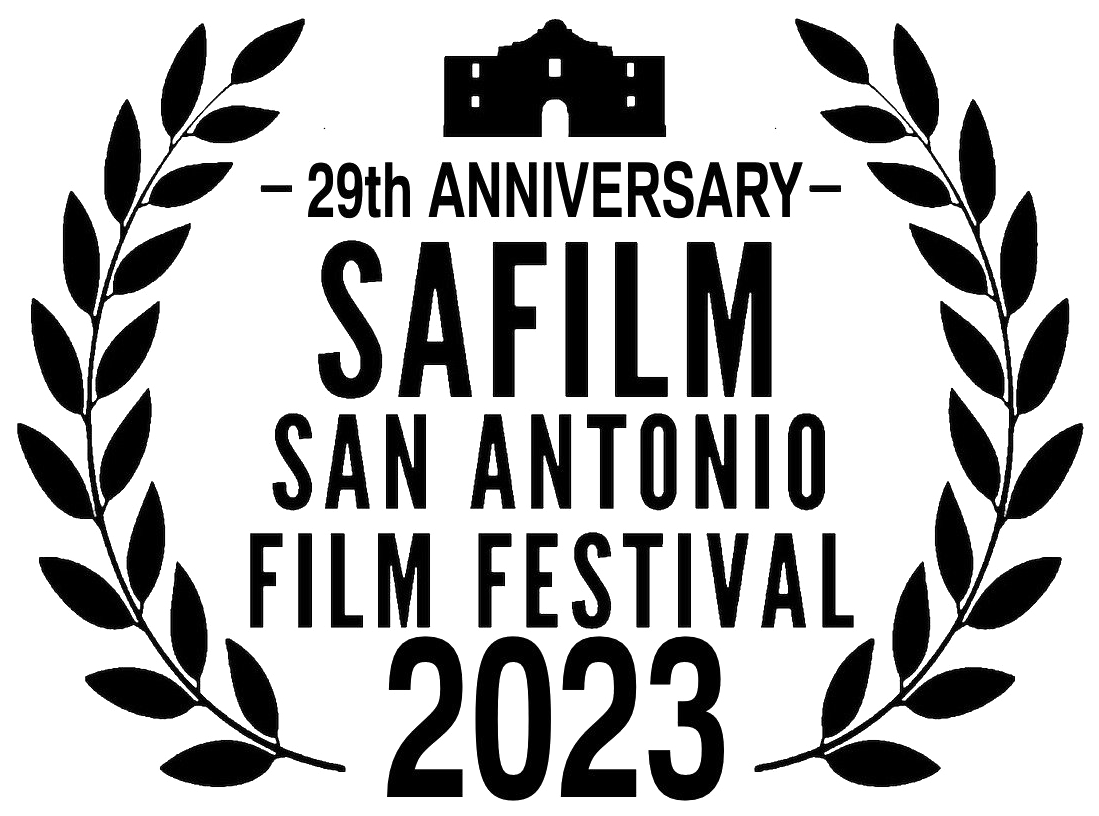 – 29th ANNIVERSARY –
SAFILM
SAN ANTONIO
FILM FESTIVAL
2023